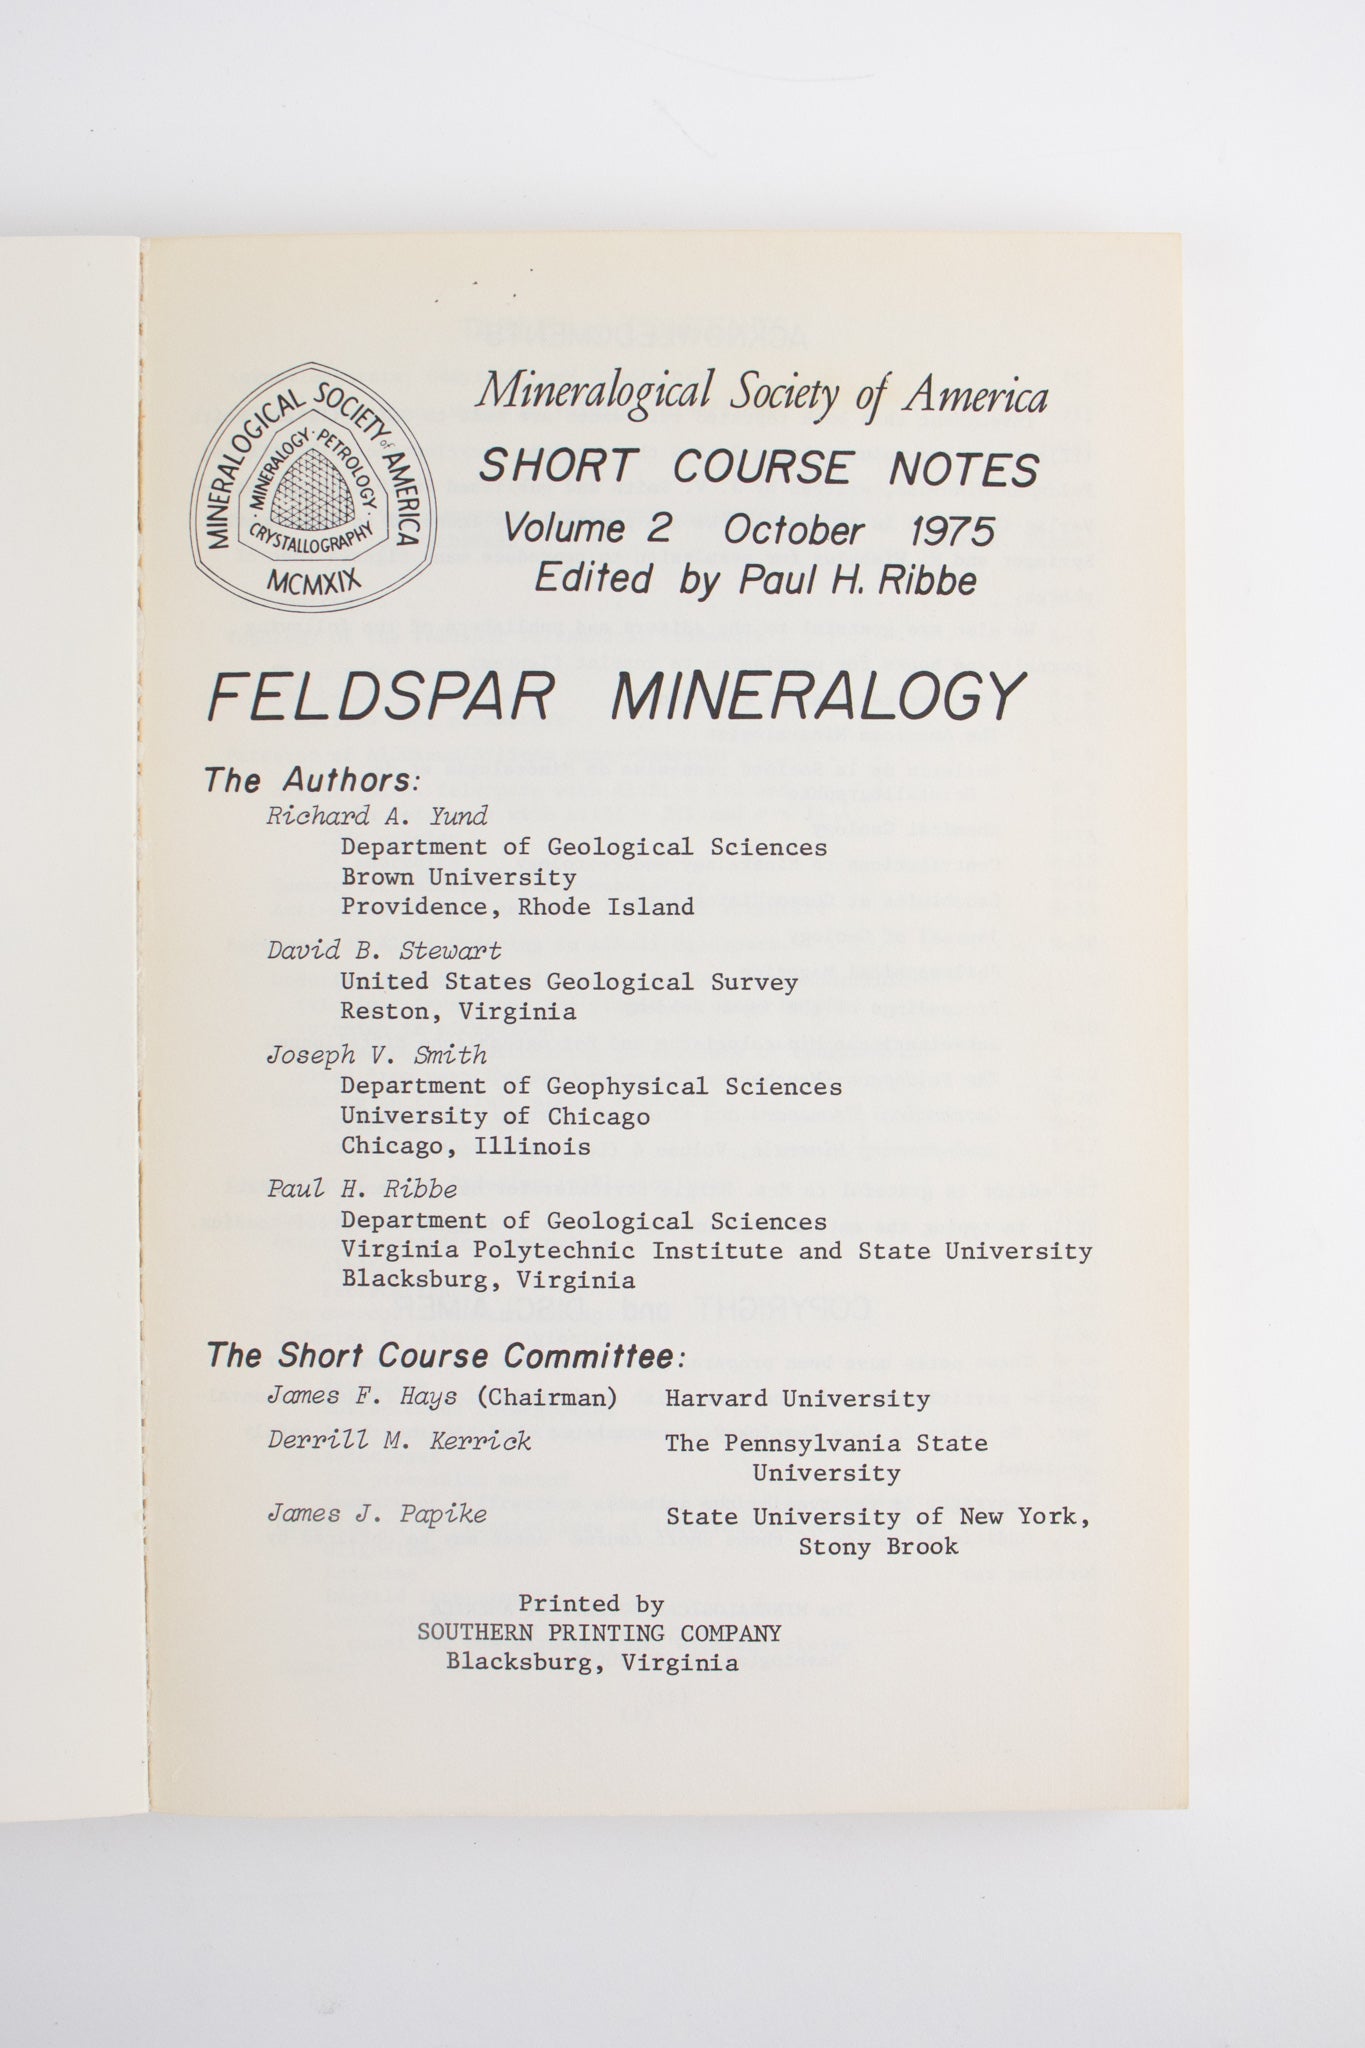 MINERALOGICAL SOCIETY of AMERICA
MINERALOGY · PETROLOGY ·
CRYSTALLOGRAPHY
MCMXIX
Mineralogical Society of America
SHORT COURSE NOTES
Volume 2 October 1975
Edited by Paul H. Ribbe
FELDSPAR MINERALOGY
The Authors:
Richard A. Yund
Department of Geological Sciences
Brown University
Providence, Rhode Island
David B. Stewart
United States Geological Survey
Reston, Virginia
Joseph V. Smith
Department of Geophysical Sciences
University of Chicago
Chicago, Illinois
Paul H. Ribbe
Department of Geological Sciences
Virginia Polytechnic Institute and State University
Blacksburg, Virginia
The Short Course Committee:
James F. Hays (Chairman) Harvard University
Derrill M. Kerrick The Pennsylvania State
University
James J. Papike State University of New York,
Stony Brook
Printed by
SOUTHERN PRINTING COMPANY
Blacksburg, Virginia